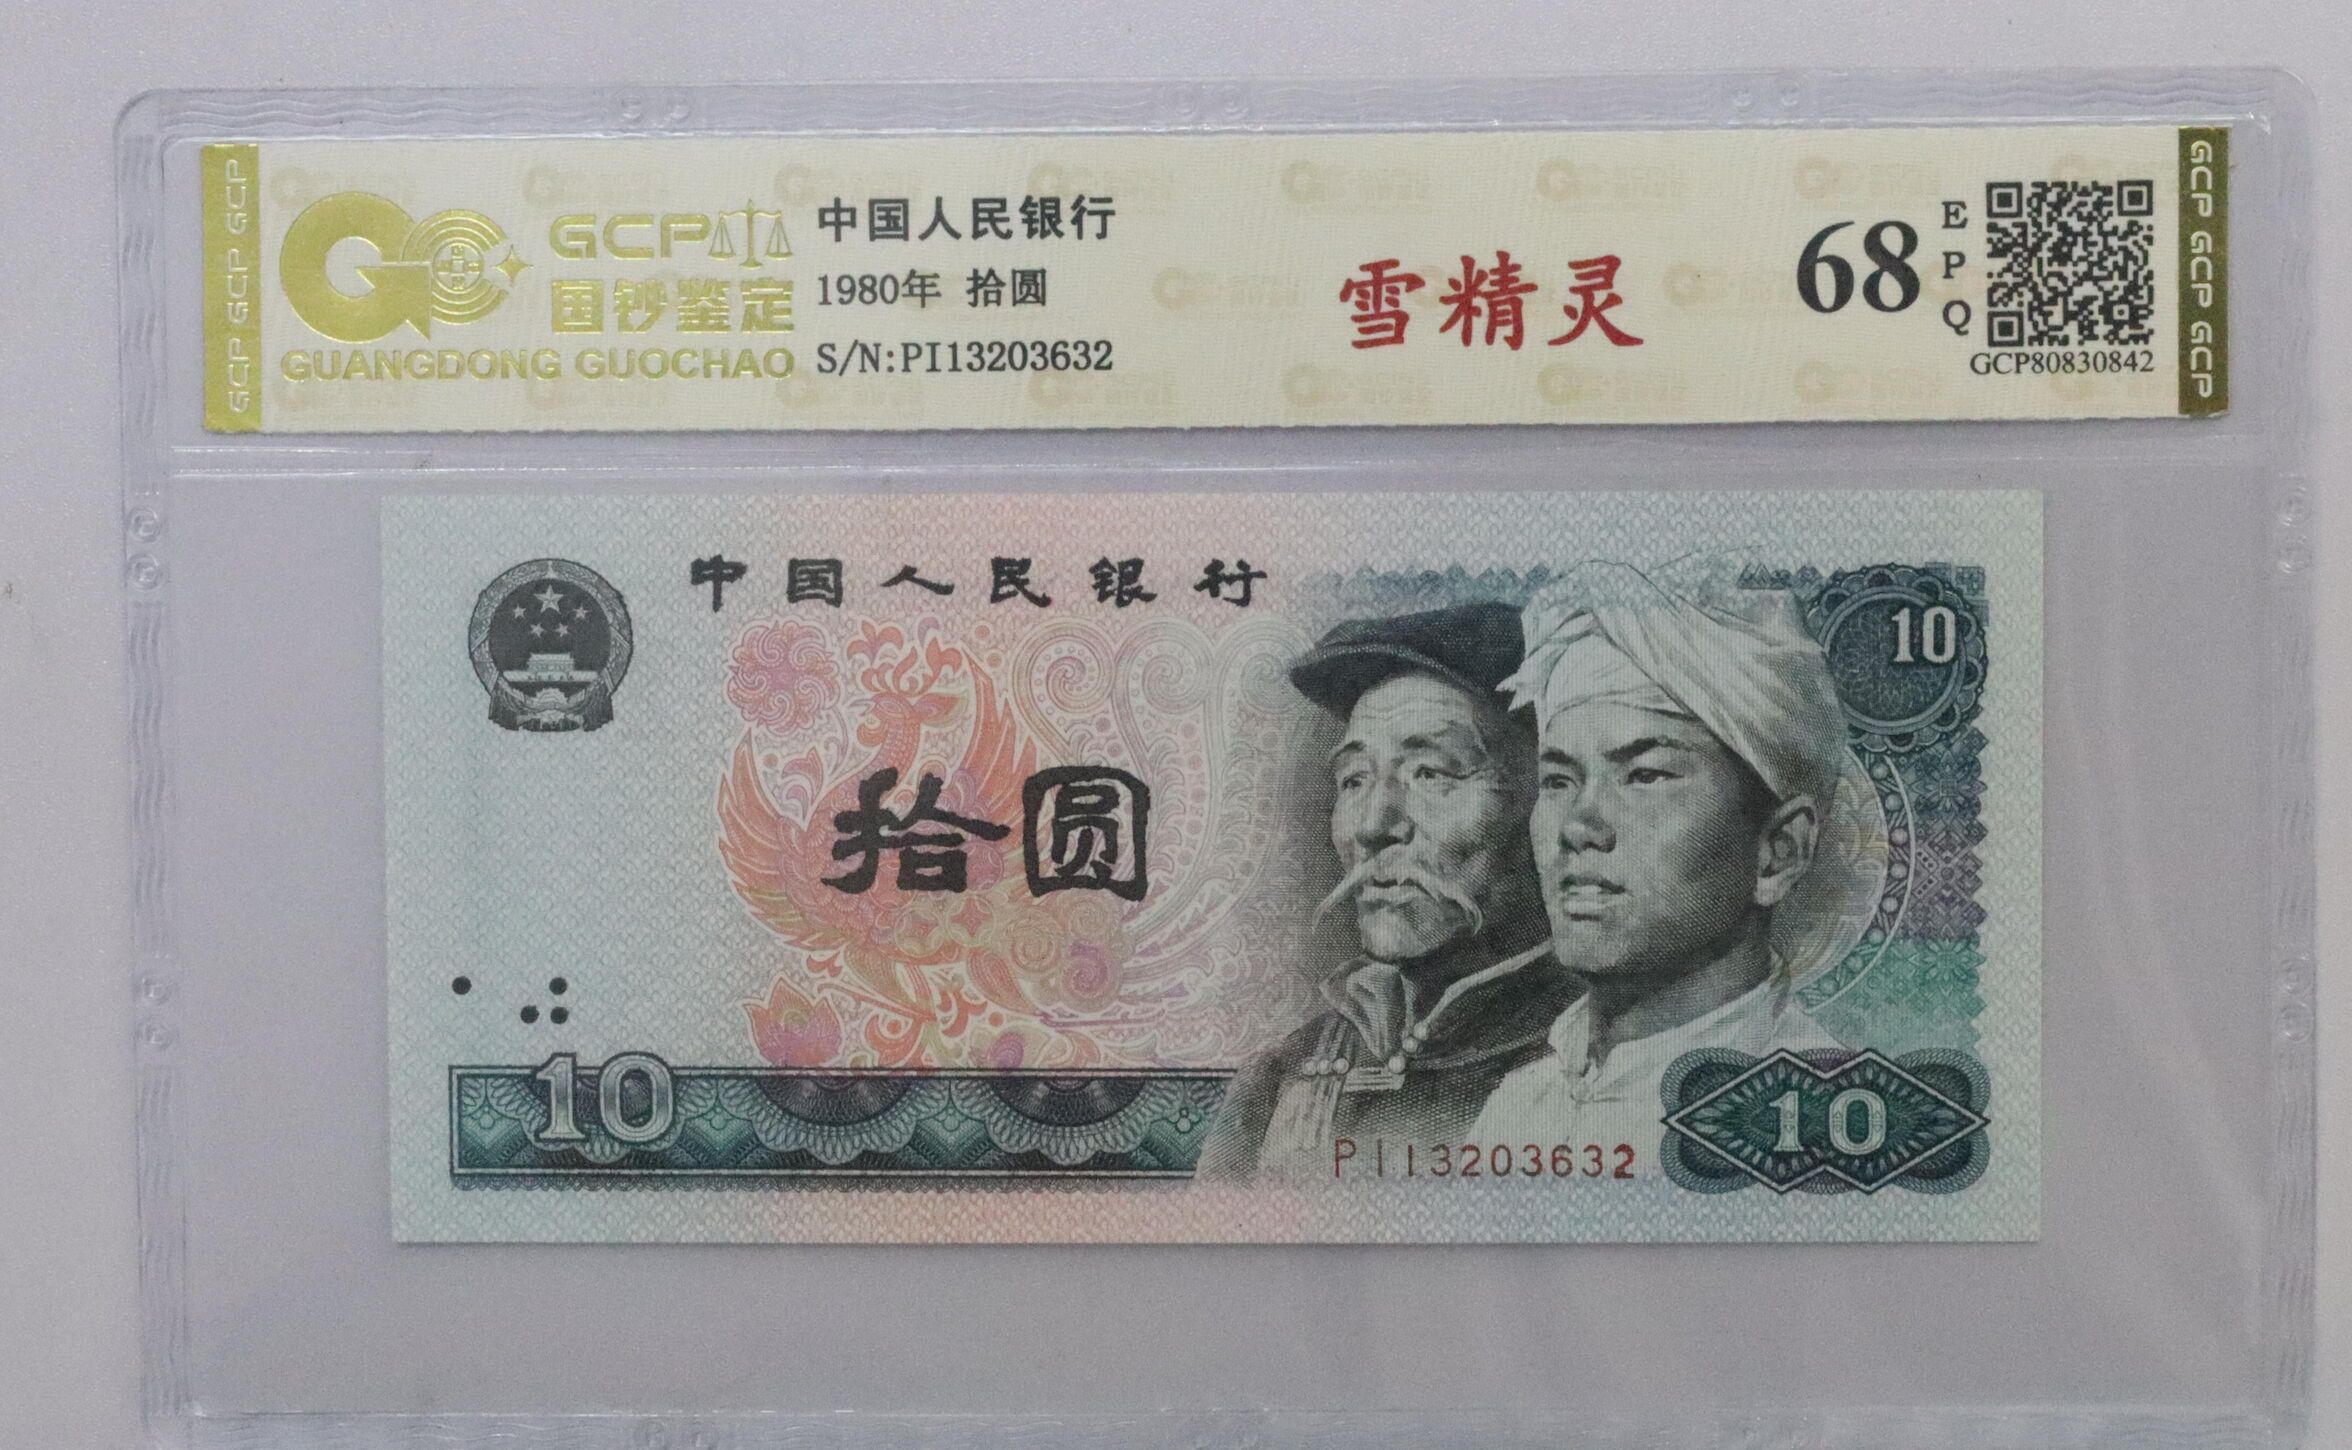 GCP GCP GCP
GCP
国钞鉴定
GUANGDONG GUOCHAO
中国人民银行
1980年 拾圆
S/N:PI13203632
雪精灵
68
E
P
Q
GCP80830842
GCP GCP GCP
中国人民银行
10
拾圆
10
PI13203632
10